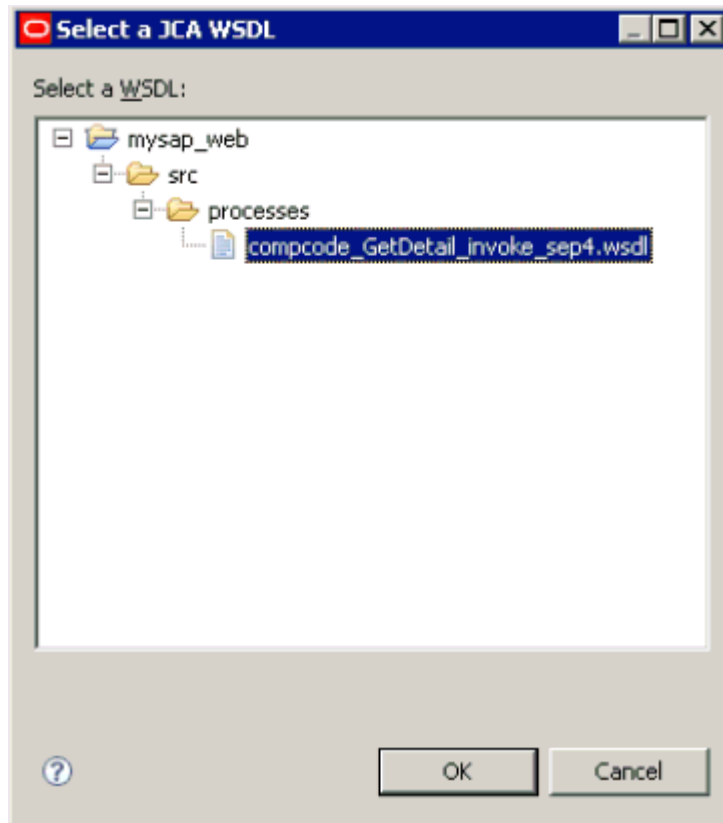 Select a JCA WSDL
Select a WSDL:
mysap_web
src
processes
compcode_GetDetail_invoke_sep4.wsdl
?
OK Cancel